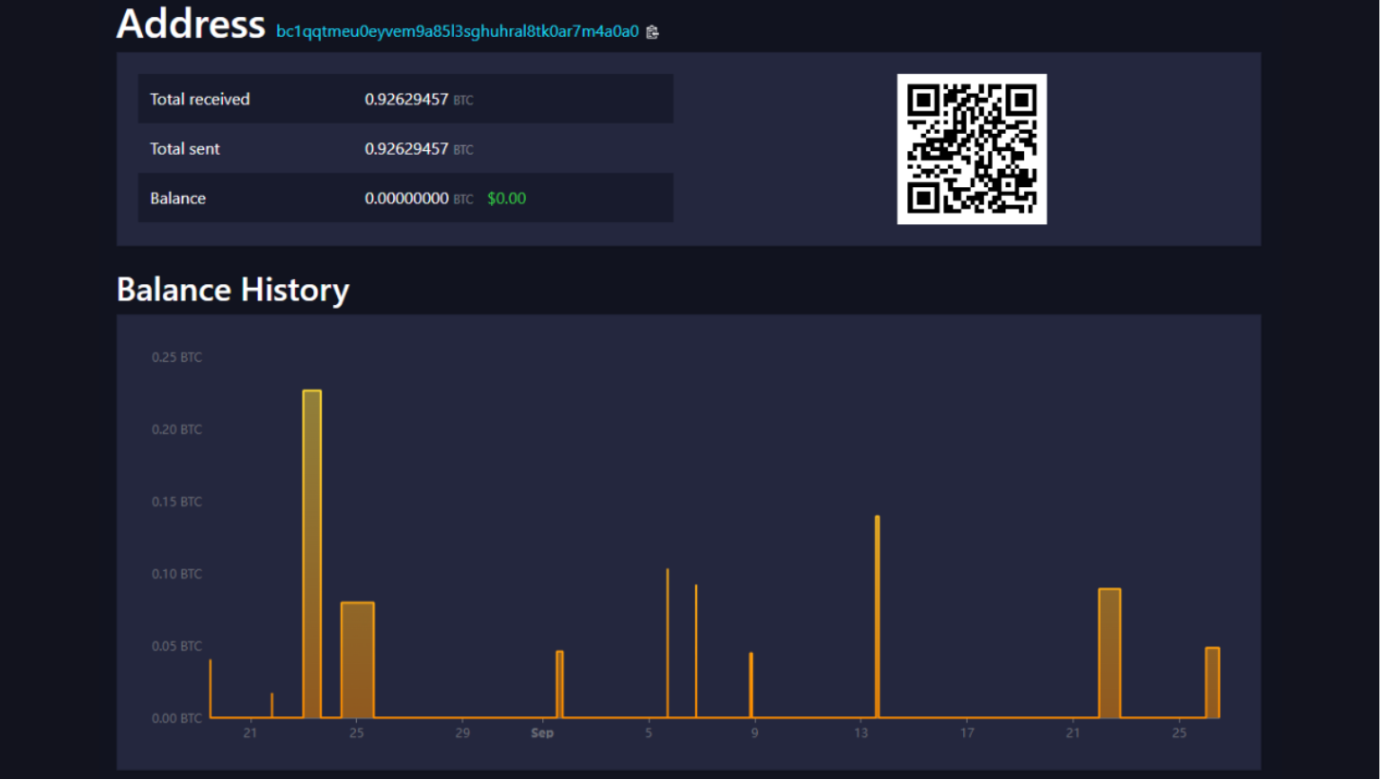 Address bc1qqtmeu0eyvem9a85l3sghuhral8tk0ar7m4a0a0
Total received 0.92629457 BTC
Total sent 0.92629457 BTC
Balance 0.00000000 BTC $0.00
Balance History
0.25 BTC
0.20 BTC
0.15 BTC
0.10 BTC
0.05 BTC
0.00 BTC
21 25 29 Sep 5 9 13 17 21 25